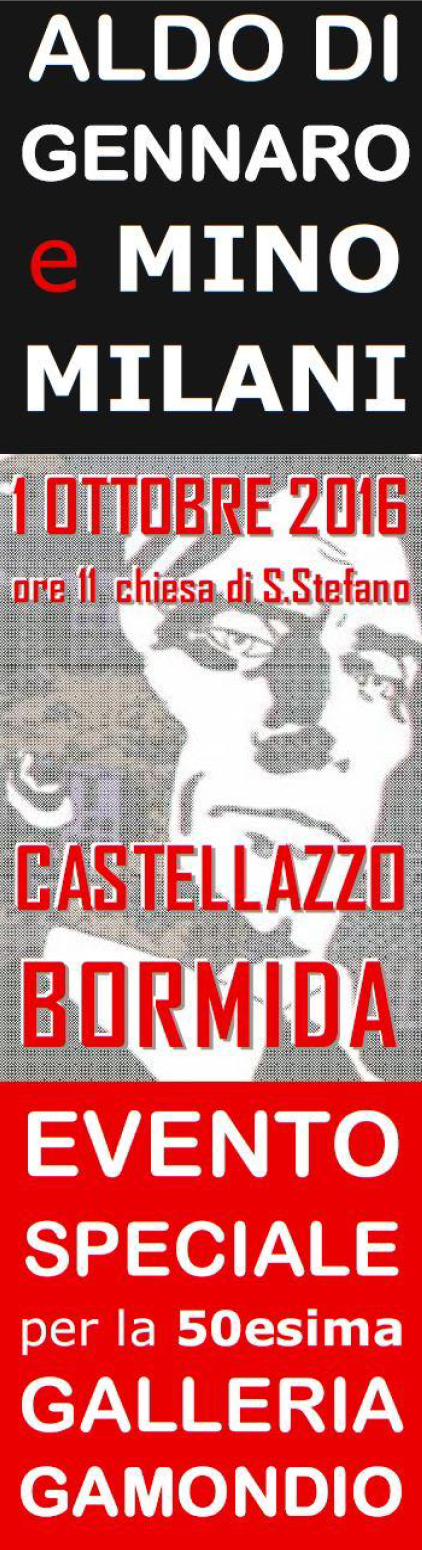 ALDO DI
GENNARO
e MINO
MILANI
1 OTTOBRE 2016
ore 11 chiesa di S.Stefano
CASTELLAZZO
BORMIDA
EVENTO
SPECIALE
per la 50esima
GALLERIA
GAMONDIO